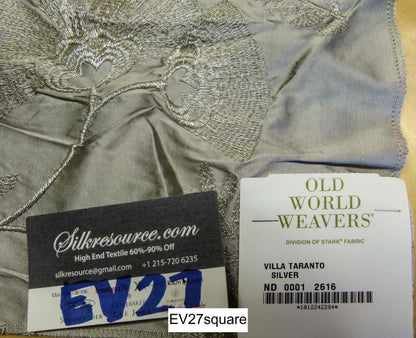 Silkresource.com
High End Textile 60%-90% Off
silkresource@gmail.com +1 215-720 6235
EV27
EV27square
OLD
WORLD
WEAVERS®
DIVISION OF STARK® FABRIC
VILLA TARANTO
SILVER
ND 0001 2616
*1012242294*